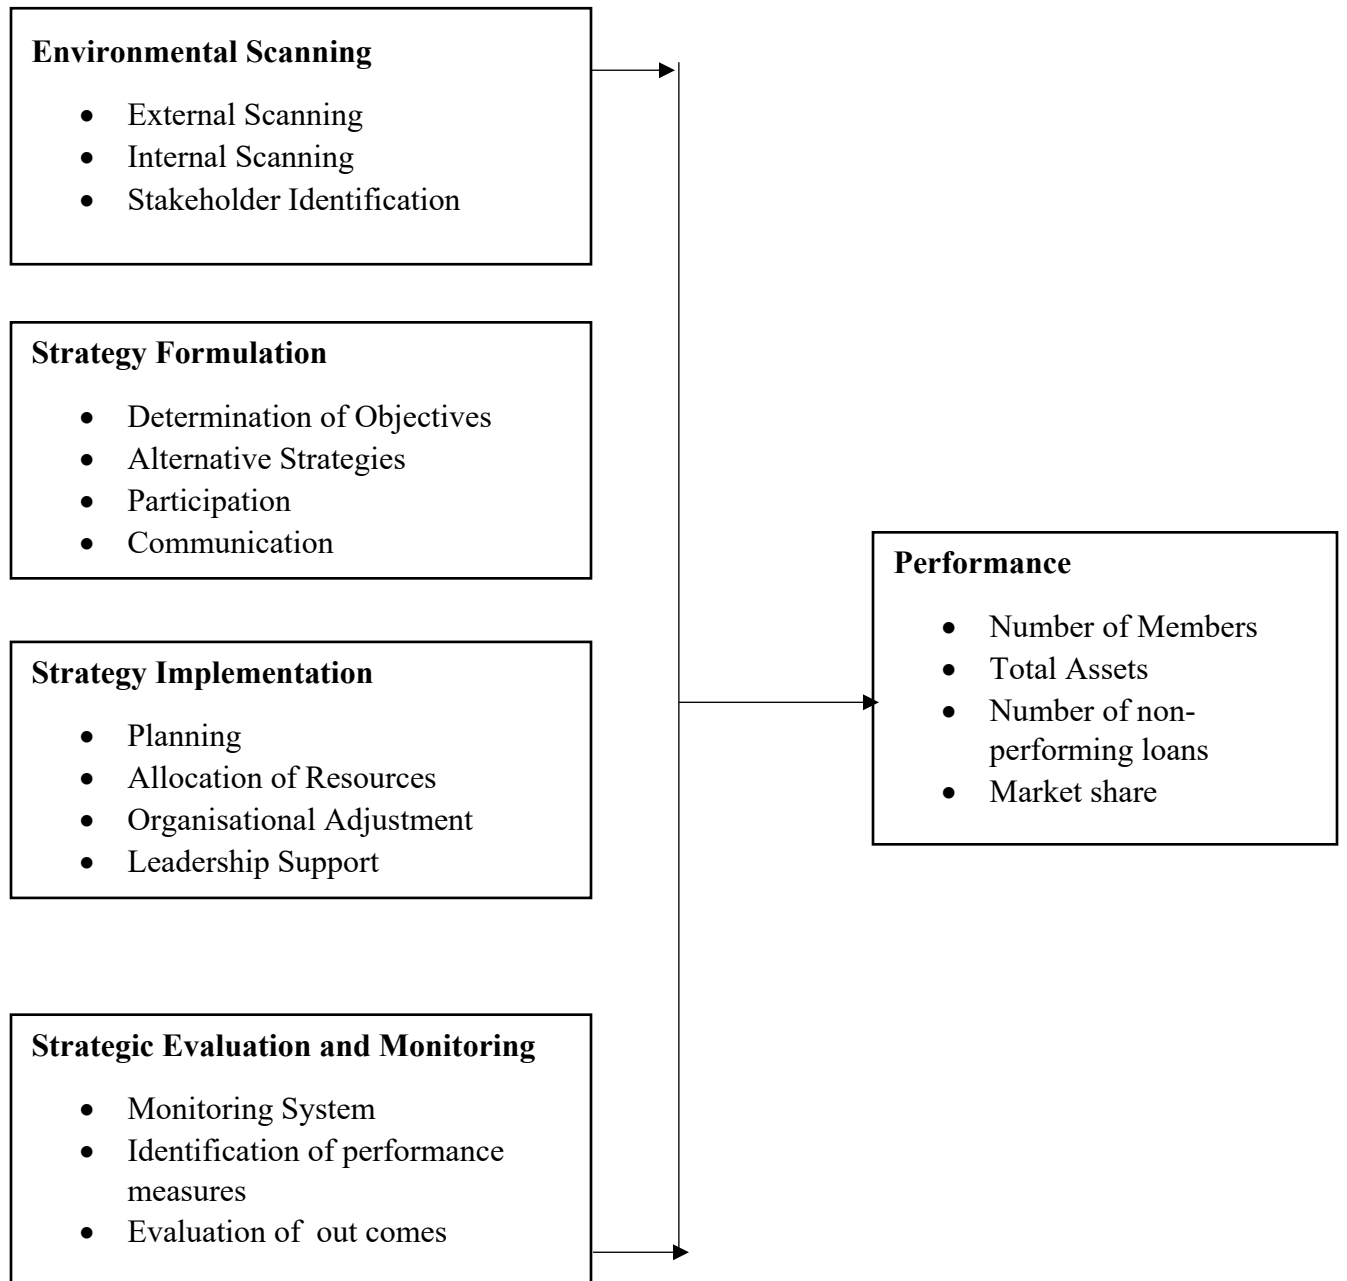 Environmental Scanning
• External Scanning
• Internal Scanning
• Stakeholder Identification
Strategy Formulation
• Determination of Objectives
• Alternative Strategies
• Participation
• Communication
Strategy Implementation
• Planning
• Allocation of Resources
• Organisational Adjustment
• Leadership Support
Strategic Evaluation and Monitoring
• Monitoring System
• Identification of performance
measures
• Evaluation of  out comes
Performance
• Number of Members
• Total Assets
• Number of non-
performing loans
• Market share